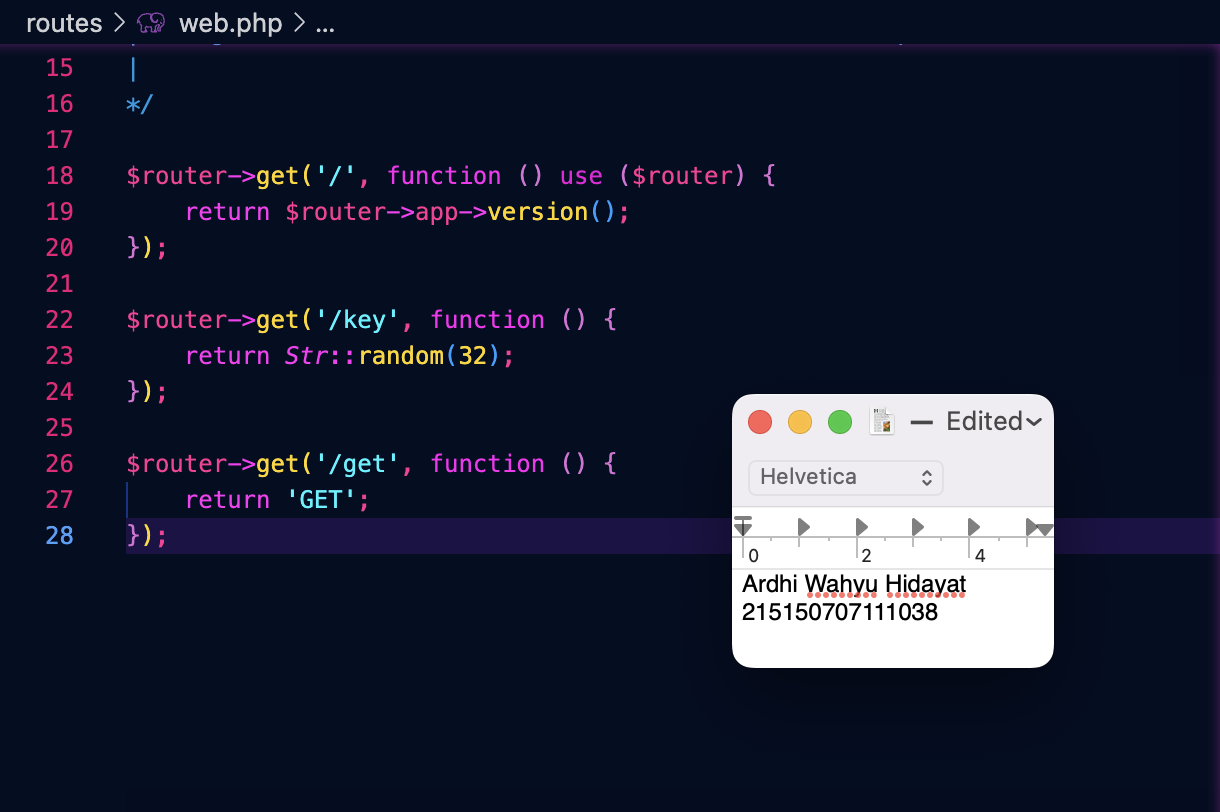 routes > web.php > ...
15 |
16 */
17
18 $router->get('/', function () use ($router) {
19     return $router->app->version();
20 });
21
22 $router->get('/key', function () {
23     return Str::random(32);
24 });
25
26 $router->get('/get', function () {
27     return 'GET';
28 });
— Edited
Helvetica
0 2 4
Ardhi Wahyu Hidayat
215150707111038